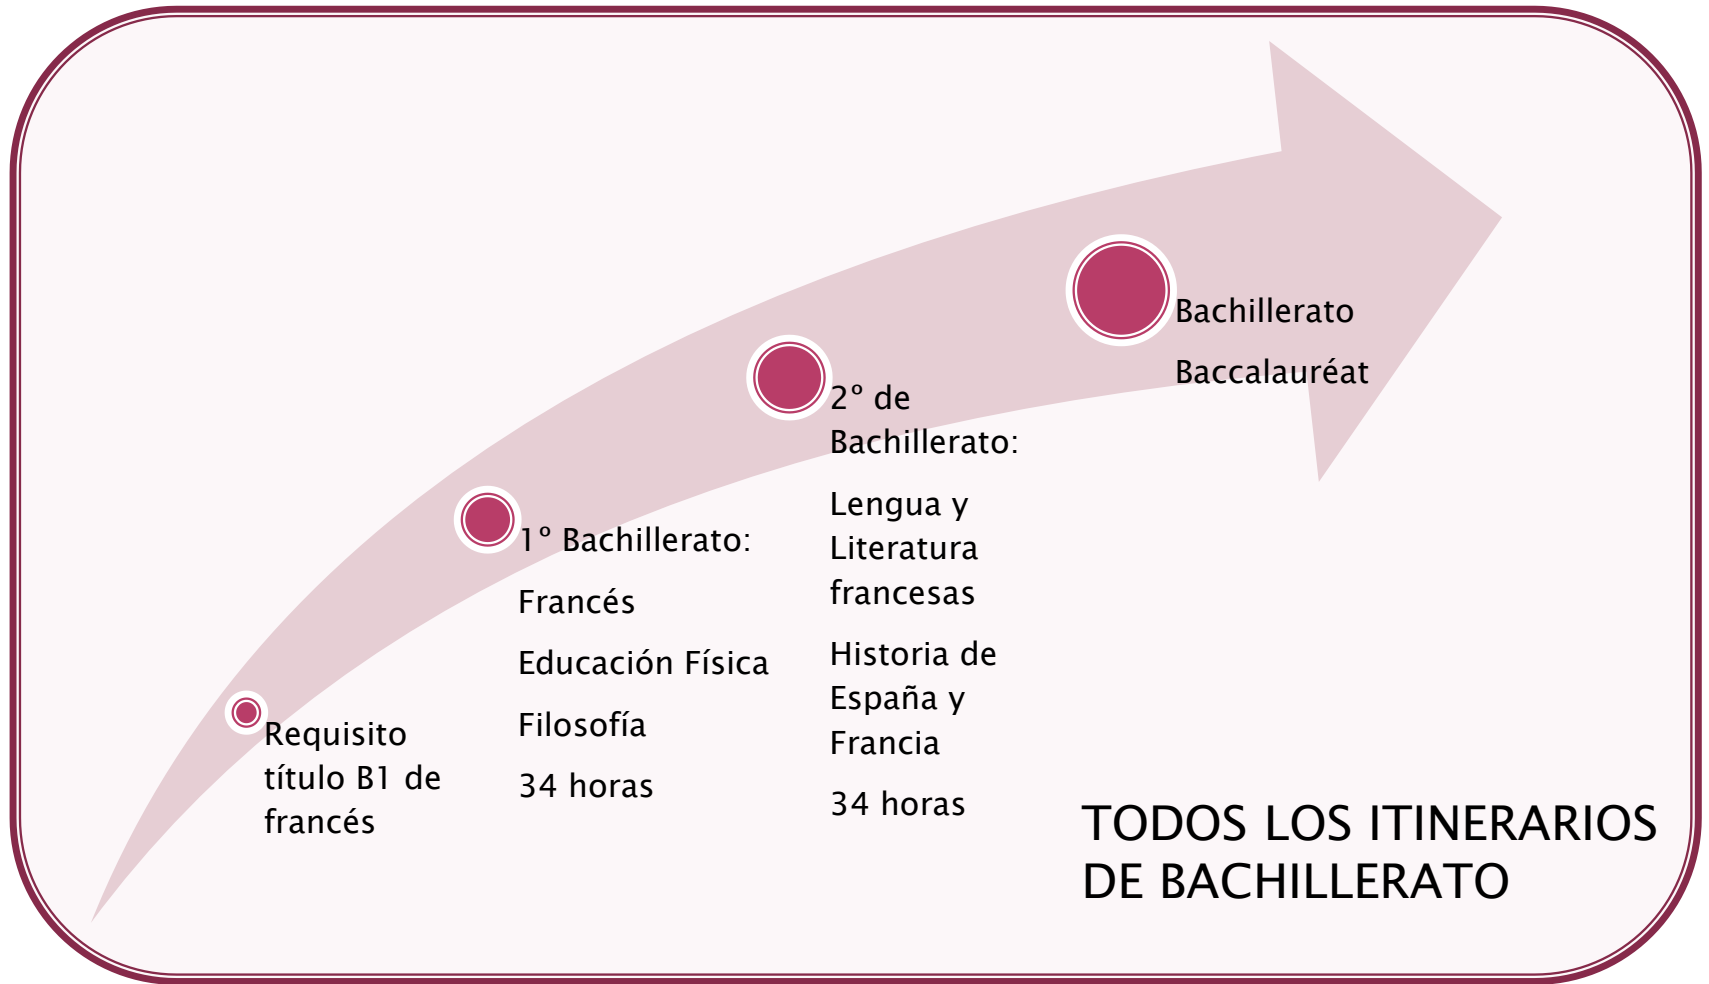 Requisito
título B1 de
francés
1º Bachillerato:
Francés
Educación Física
Filosofía
34 horas
2º de
Bachillerato:
Lengua y
Literatura
francesas
Historia de
España y
Francia
34 horas
Bachillerato
Baccalauréat
TODOS LOS ITINERARIOS
DE BACHILLERATO